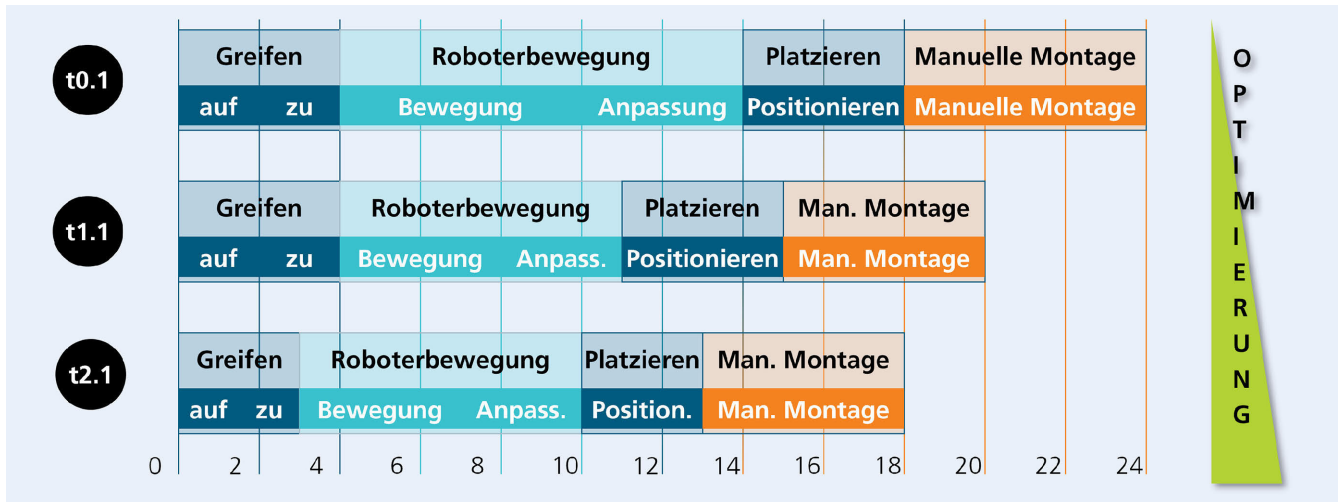 t0.1
Greifen Roboterbewegung Platzieren Manuelle Montage
auf zu Bewegung Anpassung Positionieren Manuelle Montage
t1.1
Greifen Roboterbewegung Platzieren Man. Montage
auf zu Bewegung Anpass. Positionieren Man. Montage
t2.1
Greifen Roboterbewegung Platzieren Man. Montage
auf zu Bewegung Anpass. Position. Man. Montage
0 2 4 6 8 10 12 14 16 18 20 22 24
OPTIMIERUNG